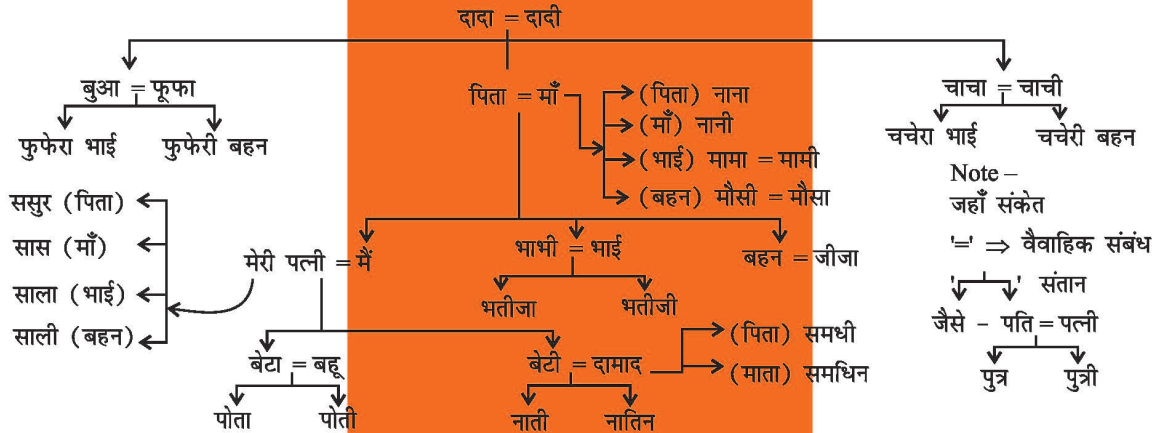 दादा = दादी
बुआ = फूफा
फुफेरा भाई
फुफेरी बहन
पिता = माँ
(पिता) नाना
(माँ) नानी
(भाई) मामा = मामी
(बहन) मौसी = मौसा
चाचा = चाची
चचेरा भाई
चचेरी बहन
ससुर (पिता)
सास (माँ)
साला (भाई)
साली (बहन)
मेरी पत्नी = मैं
भाभी = भाई
भतीजा
भतीजी
बहन = जीजा
बेटा = बहू
पोता
पोती
बेटी = दामाद
नाती
नातिन
(पिता) समधी
(माता) समधिन
Note –
जहाँ संकेत
'=' ⇒ वैवाहिक संबंध
' ' संतान
जैसे - पति = पत्नी
पुत्र
पुत्री